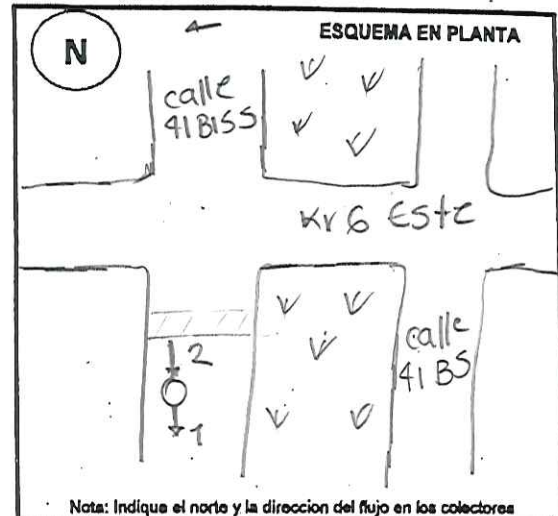 N
ESQUEMA EN PLANTA
calle
41 BISS
Kr 6 Este
calle
41 BS
2
1
Nota: Indique el norte y la direccion del flujo en los colectores